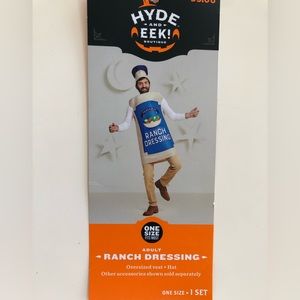 HYDE
AND
EEK!
BOUTIQUE
RANCH
DRESSING
ONE
SIZE
ADULT
RANCH DRESSING
Oversized vest • Hat
Other accessories shown sold separately
ONE SIZE • 1 SET